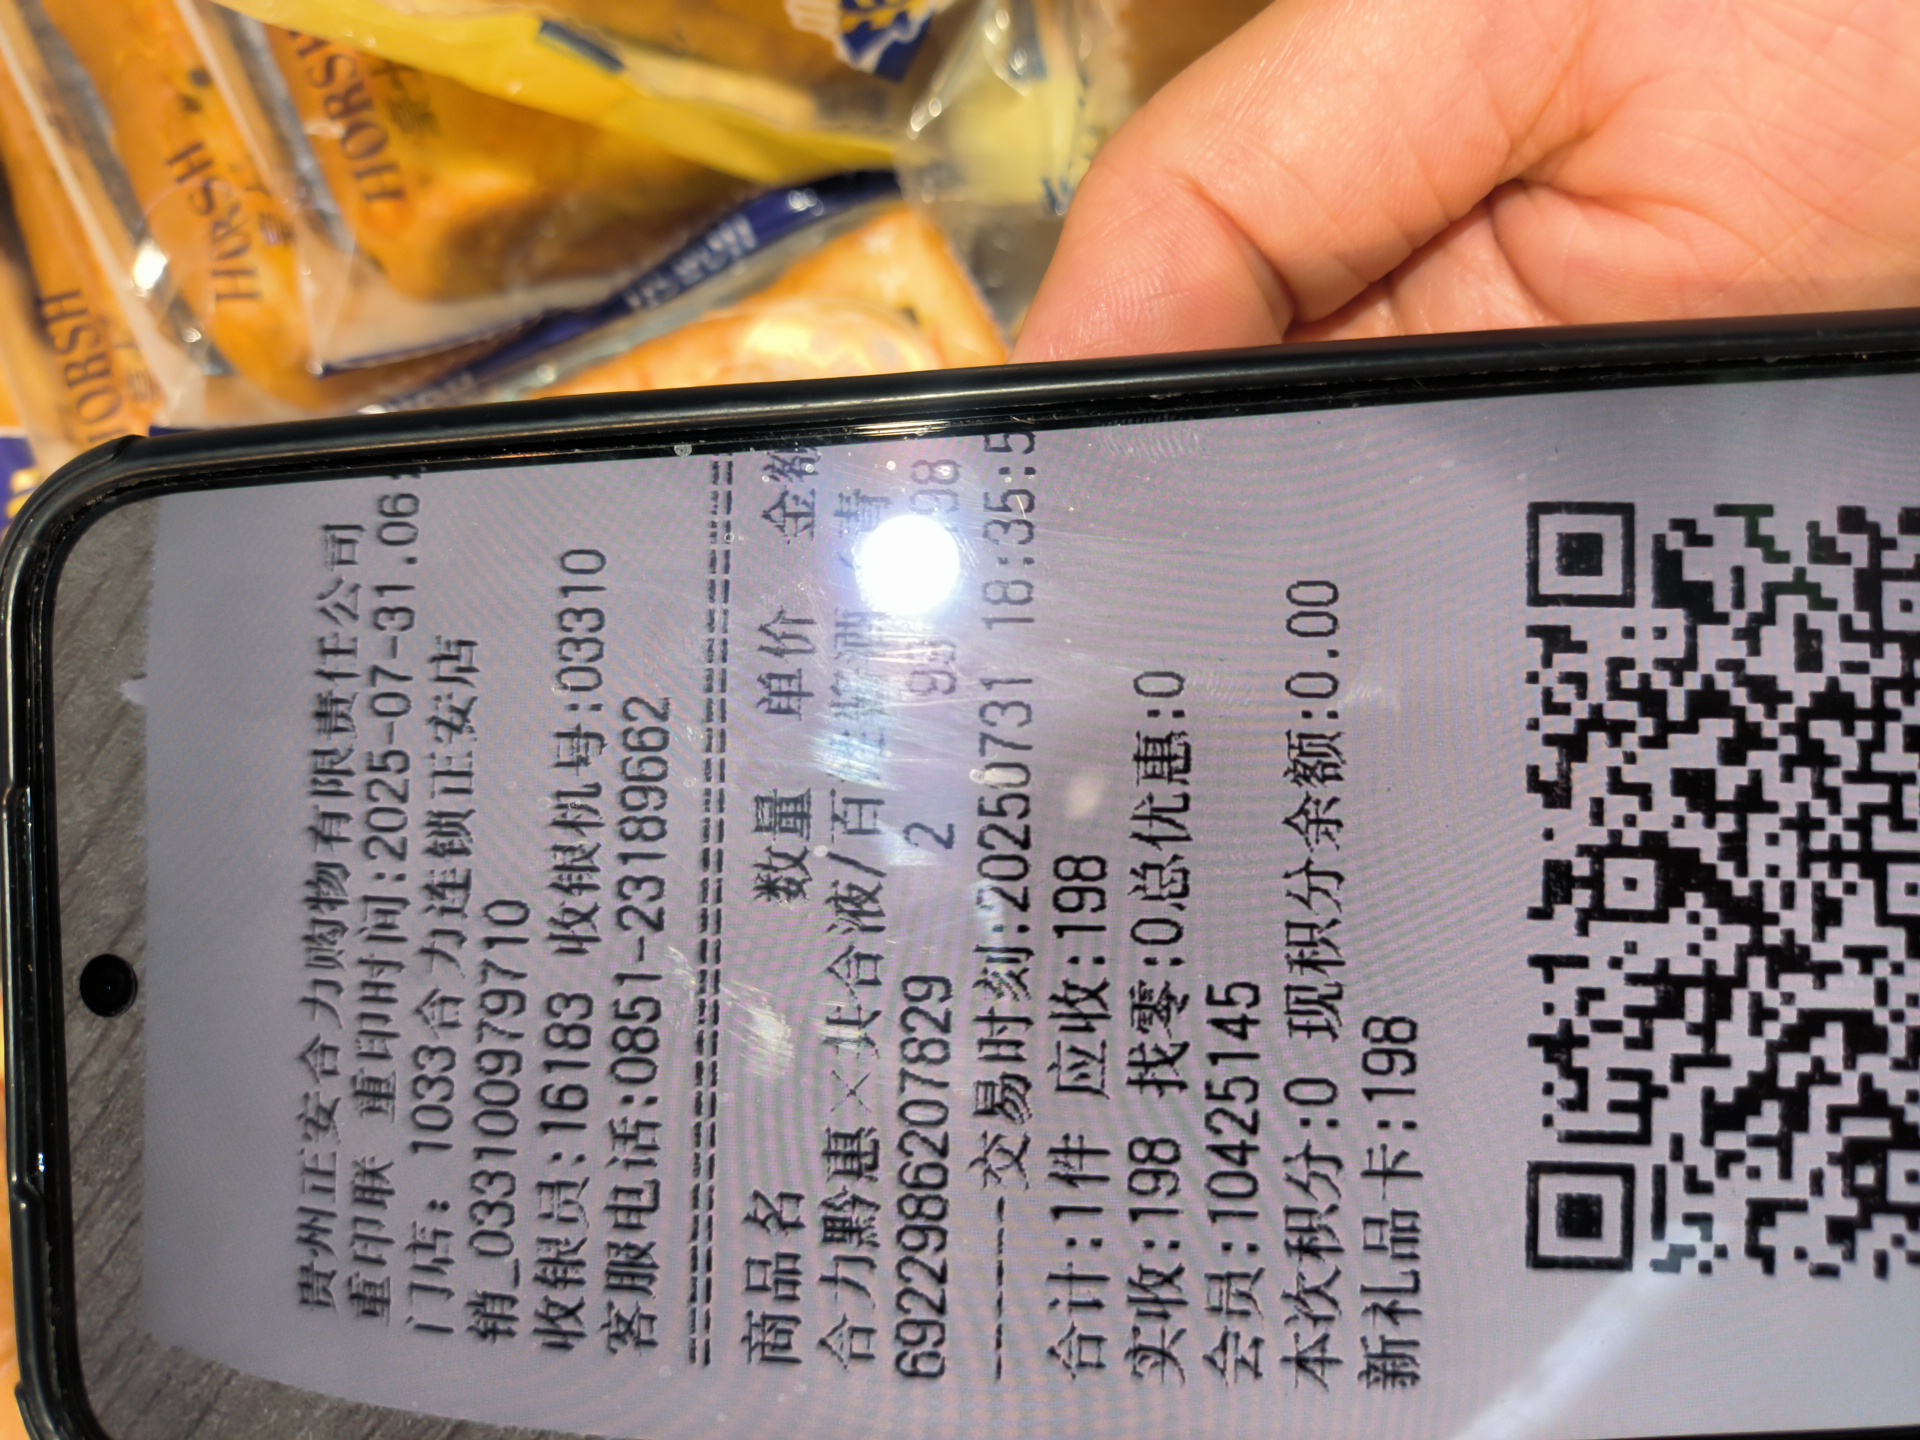 贵州正安合力购物有限责任公司
重印联 重印时间:2025-07-31.06:
门店: 1033合力连锁正安店
销_03310097​9710
收银员:16183 收银机号:03310
客服电话:0851-23189662
商品名 数量 单价 金额
合力黔惠×共合液/百
6922986207829 2 98
------交易时刻:20250731 18:35:5
合计:1件 应收:198
实收:198 找零:0总优惠:0
会员:10425145
本次积分:0 现积分余额:0.00
新礼品卡:198
HORSH
HORSH
HORSH
HORSH